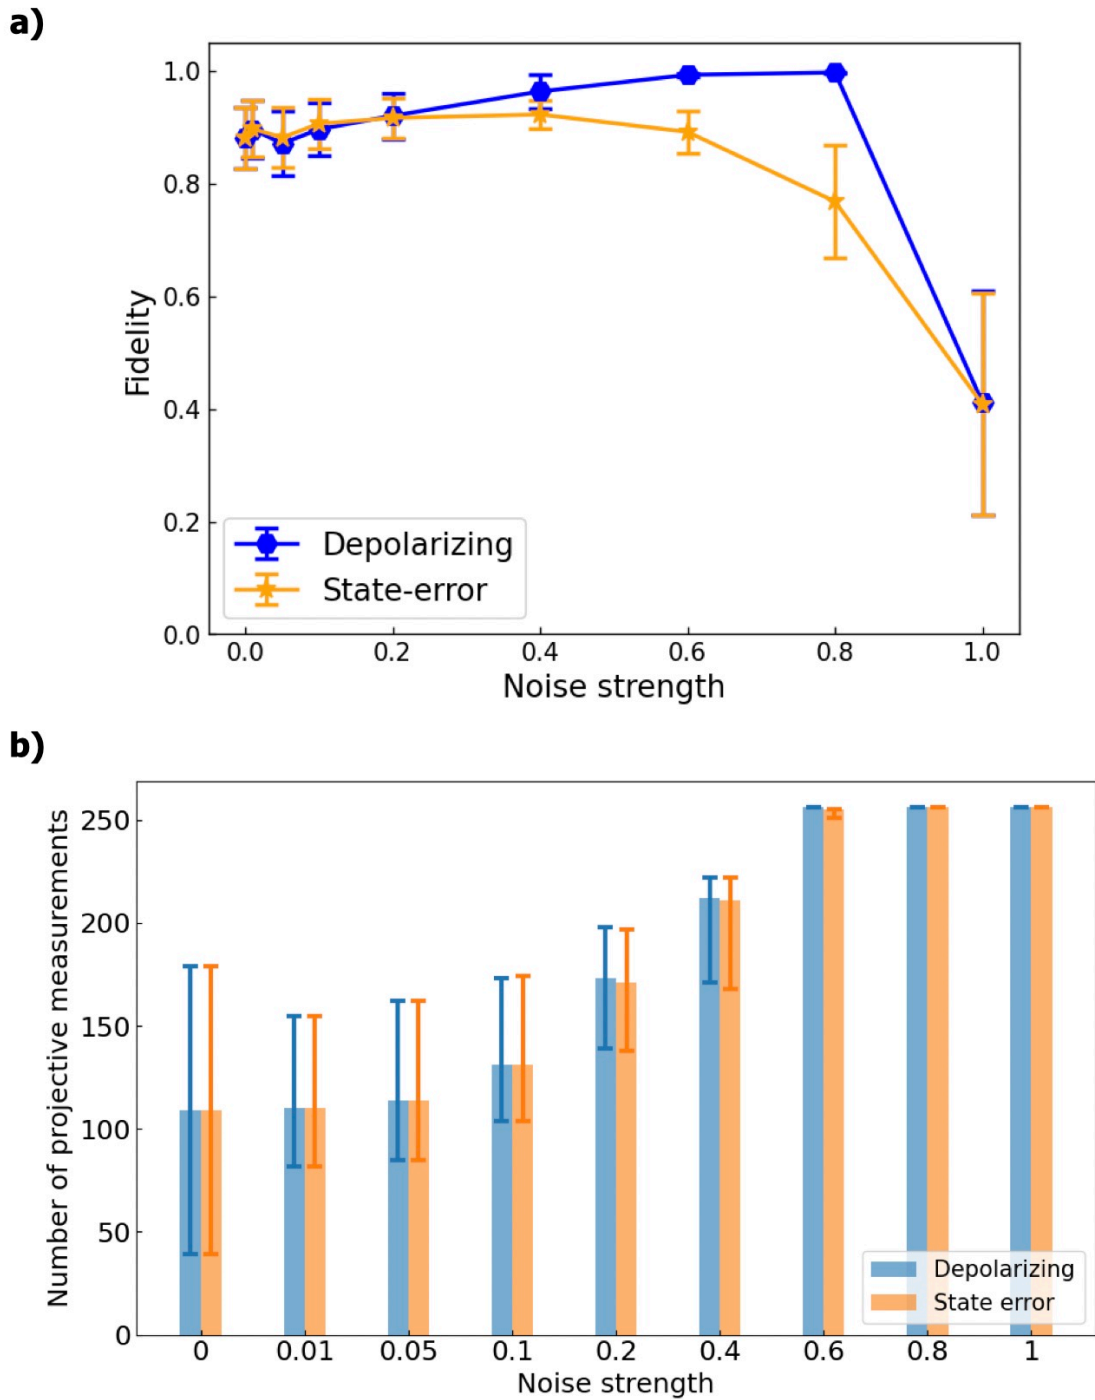 a)
1.0
0.8
0.6
0.4
0.2
0.0
Fidelity
Depolarizing
State-error
0.0 0.2 0.4 0.6 0.8 1.0
Noise strength
b)
250
200
150
100
50
0
Number of projective measurements
Depolarizing
State error
0 0.01 0.05 0.1 0.2 0.4 0.6 0.8 1
Noise strength